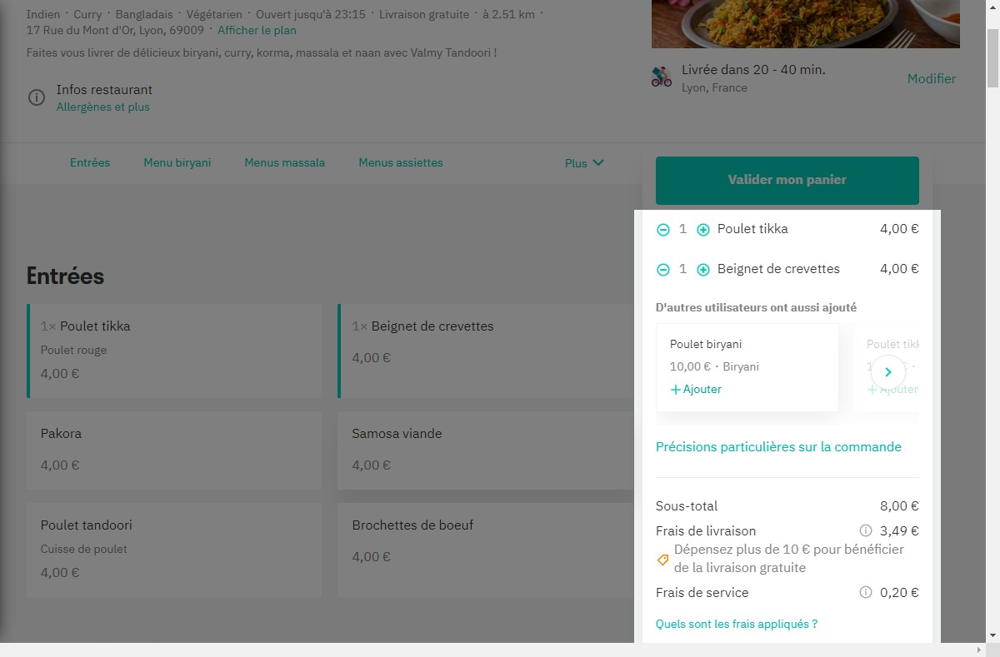 Indien · Curry · Bangladais · Végétarien · Ouvert jusqu'à 23:15 · Livraison gratuite · à 2.51 km ·
17 Rue du Mont d'Or, Lyon, 69009 · Afficher le plan
Faites vous livrer de délicieux biryani, curry, korma, massala et naan avec Valmy Tandoori !
Infos restaurant
Allergènes et plus
Livrée dans 20 - 40 min.
Lyon, France
Modifier
Entrées Menu biryani Menus massala Menus assiettes Plus
Valider mon panier
1 Poulet tikka 4,00 €
1 Beignet de crevettes 4,00 €
D'autres utilisateurs ont aussi ajouté
Poulet biryani
10,00 € · Biryani
+ Ajouter
Poulet tikk
+ Ajouter
Précisions particulières sur la commande
Sous-total 8,00 €
Frais de livraison 3,49 €
Dépensez plus de 10 € pour bénéficier
de la livraison gratuite
Frais de service 0,20 €
Quels sont les frais appliqués ?
Entrées
1× Poulet tikka
Poulet rouge
4,00 €
1× Beignet de crevettes
4,00 €
Pakora
4,00 €
Samosa viande
4,00 €
Poulet tandoori
Cuisse de poulet
4,00 €
Brochettes de boeuf
4,00 €